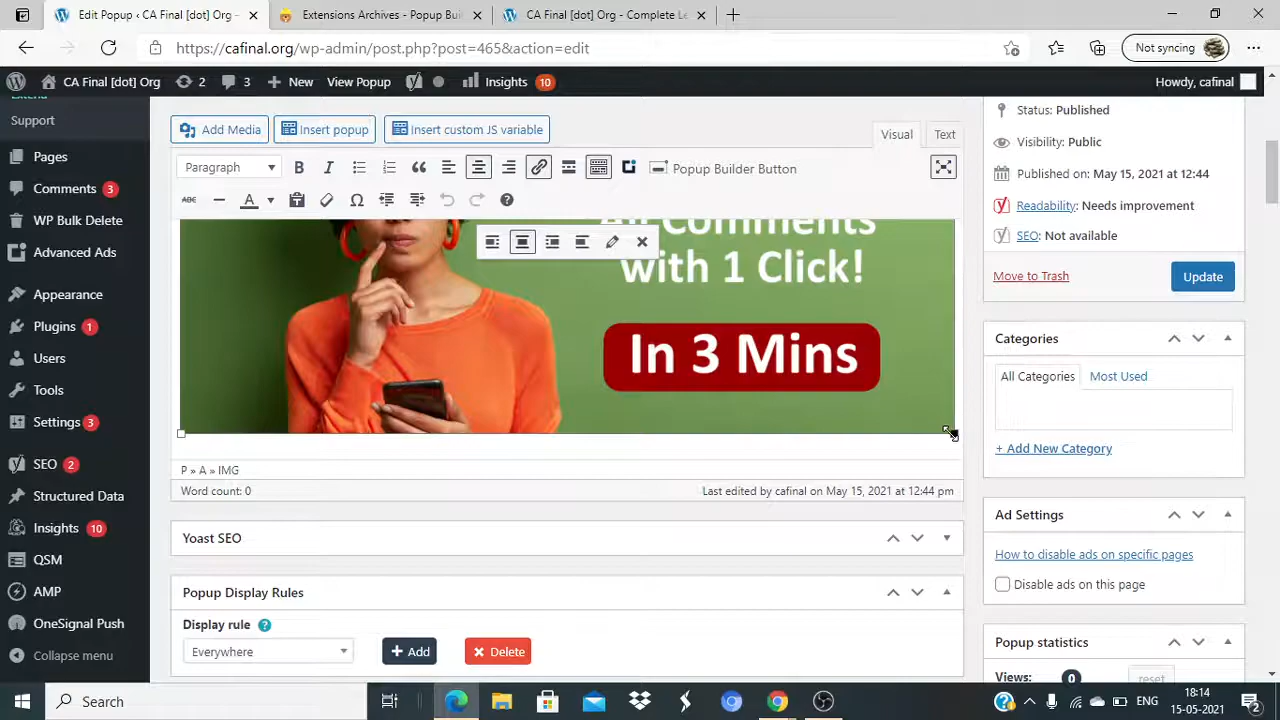 Edit Popup ‹ CA Final [dot] Org –
Extensions Archives - Popup Buil
CA Final [dot] Org - Complete Le
https://cafinal.org/wp-admin/post.php?post=465&action=edit
Not syncing
CA Final [dot] Org
2
3
New
View Popup
Insights
10
Howdy, cafinal
Extend
Support
Pages
Comments 3
WP Bulk Delete
Advanced Ads
Appearance
Plugins 1
Users
Tools
Settings 3
SEO 2
Structured Data
Insights 10
QSM
AMP
OneSignal Push
Collapse menu
Add Media
Insert popup
Insert custom JS variable
Visual
Text
Paragraph
B
I
Popup Builder Button
ABC
A
All Comments
with 1 Click!
In 3 Mins
P » A » IMG
Word count: 0
Last edited by cafinal on May 15, 2021 at 12:44 pm
Yoast SEO
Popup Display Rules
Display rule
Everywhere
Add
Delete
Status: Published
Visibility: Public
Published on: May 15, 2021 at 12:44
Readability: Needs improvement
SEO: Not available
Move to Trash
Update
Categories
All Categories
Most Used
+ Add New Category
Ad Settings
How to disable ads on specific pages
Disable ads on this page
Popup statistics
Views:
0
reset
Search
ENG
18:14
15-05-2021
2